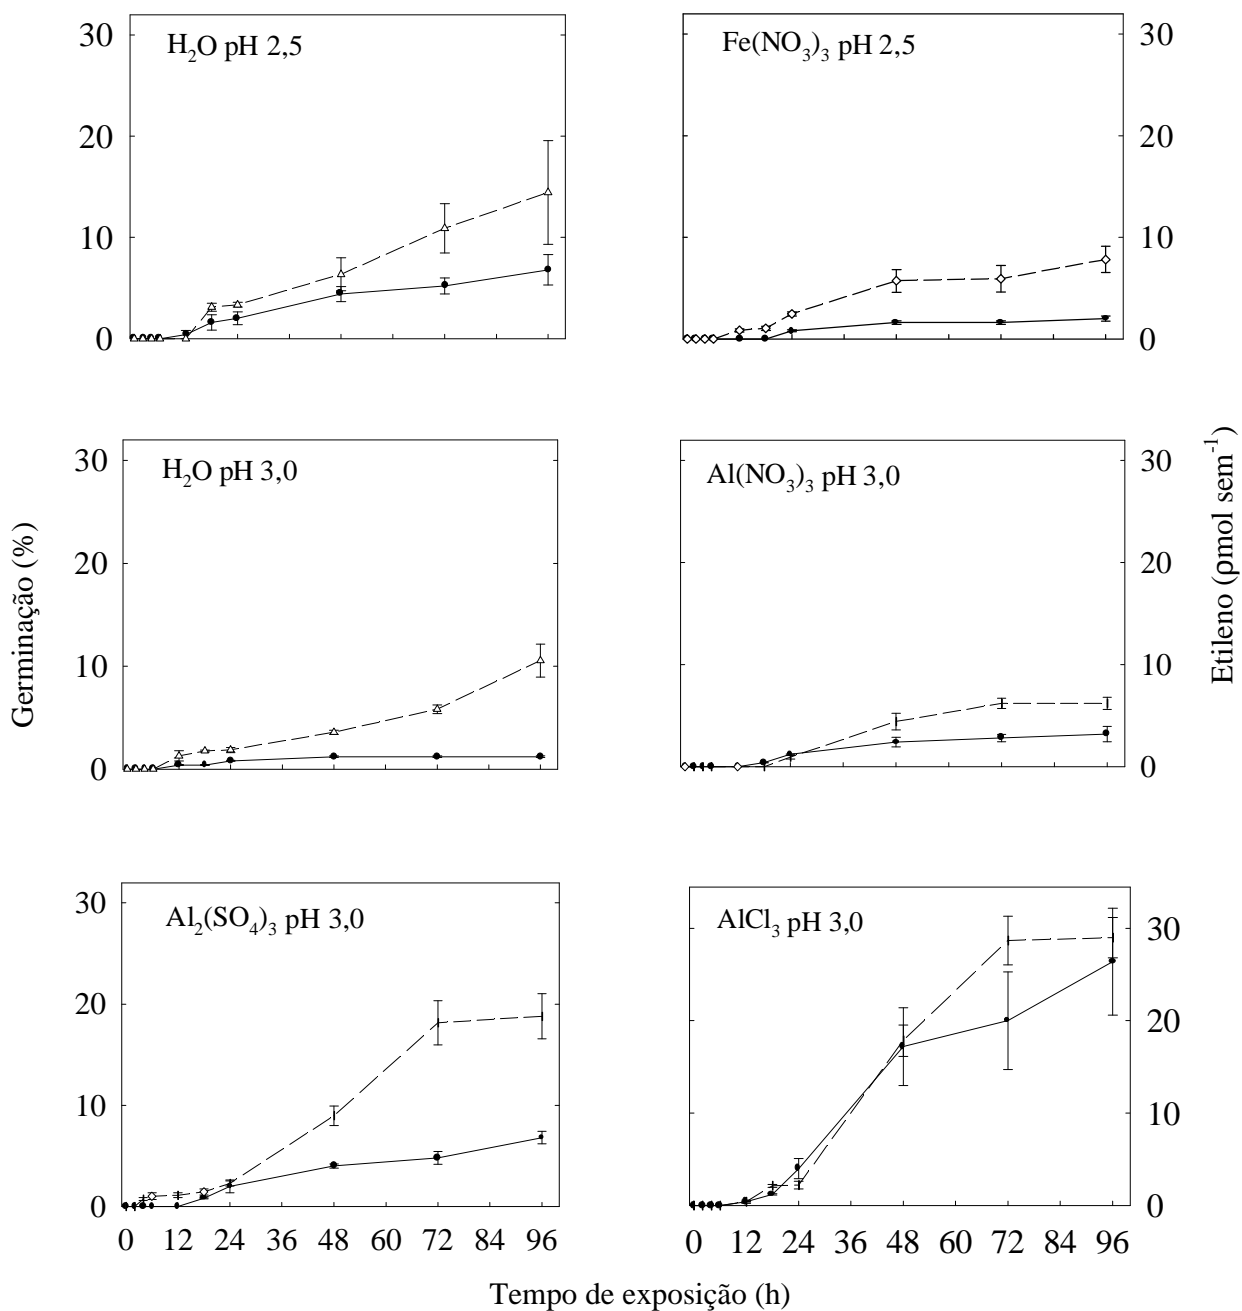 H₂O pH 2,5
30
20
10
0
Fe(NO₃)₃ pH 2,5
30
20
10
0
H₂O pH 3,0
30
20
10
0
Al(NO₃)₃ pH 3,0
30
20
10
0
Germinação (%)
Etileno (ρmol sem⁻¹)
Al₂(SO₄)₃ pH 3,0
30
20
10
0
0 12 24 36 48 60 72 84 96
AlCl₃ pH 3,0
30
20
10
0
0 12 24 36 48 60 72 84 96
Tempo de exposição (h)